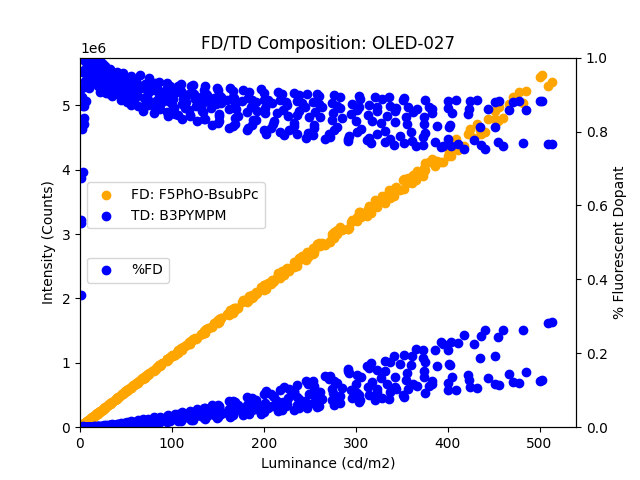 FD/TD Composition: OLED-027
1e6
5
4
3
2
1
0
Intensity (Counts)
FD: F5PhO-BsubPc
TD: B3PYMPM
%FD
1.0
0.8
0.6
0.4
0.2
0.0
% Fluorescent Dopant
0 100 200 300 400 500
Luminance (cd/m2)